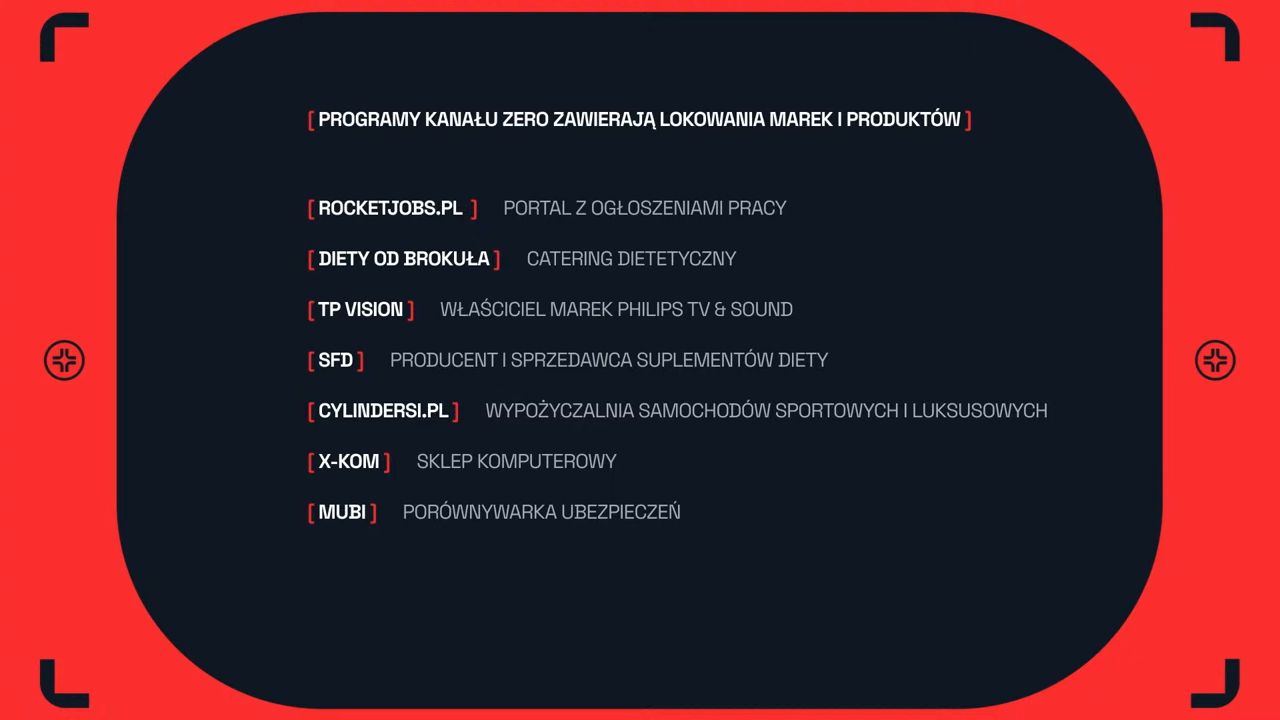 [ PROGRAMY KANAŁU ZERO ZAWIERAJĄ LOKOWANIA MAREK I PRODUKTÓW ]
[ ROCKETJOBS.PL ] PORTAL Z OGŁOSZENIAMI PRACY
[ DIETY OD BROKUŁA ] CATERING DIETETYCZNY
[ TP VISION ] WŁAŚCICIEL MAREK PHILIPS TV & SOUND
[ SFD ] PRODUCENT I SPRZEDAWCA SUPLEMENTÓW DIETY
[ CYLINDERSI.PL ] WYPOŻYCZALNIA SAMOCHODÓW SPORTOWYCH I LUKSUSOWYCH
[ X-KOM ] SKLEP KOMPUTEROWY
[ MUBI ] PORÓWNYWARKA UBEZPIECZEŃ